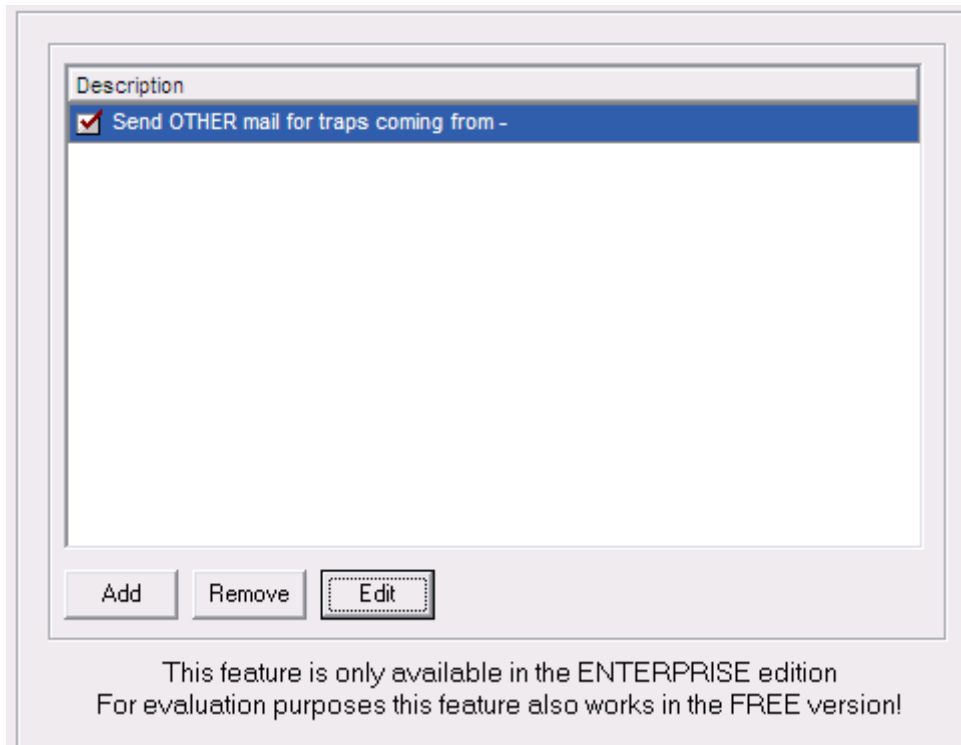 Description
Send OTHER mail for traps coming from -
Add Remove Edit
This feature is only available in the ENTERPRISE edition
For evaluation purposes this feature also works in the FREE version!